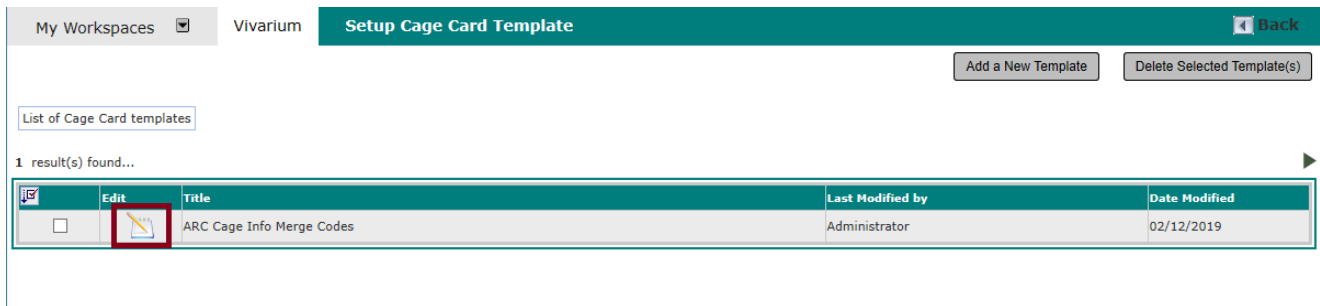 My Workspaces Vivarium Setup Cage Card Template Back
Add a New Template Delete Selected Template(s)
List of Cage Card templates
1 result(s) found...
Edit Title Last Modified by Date Modified
ARC Cage Info Merge Codes Administrator 02/12/2019